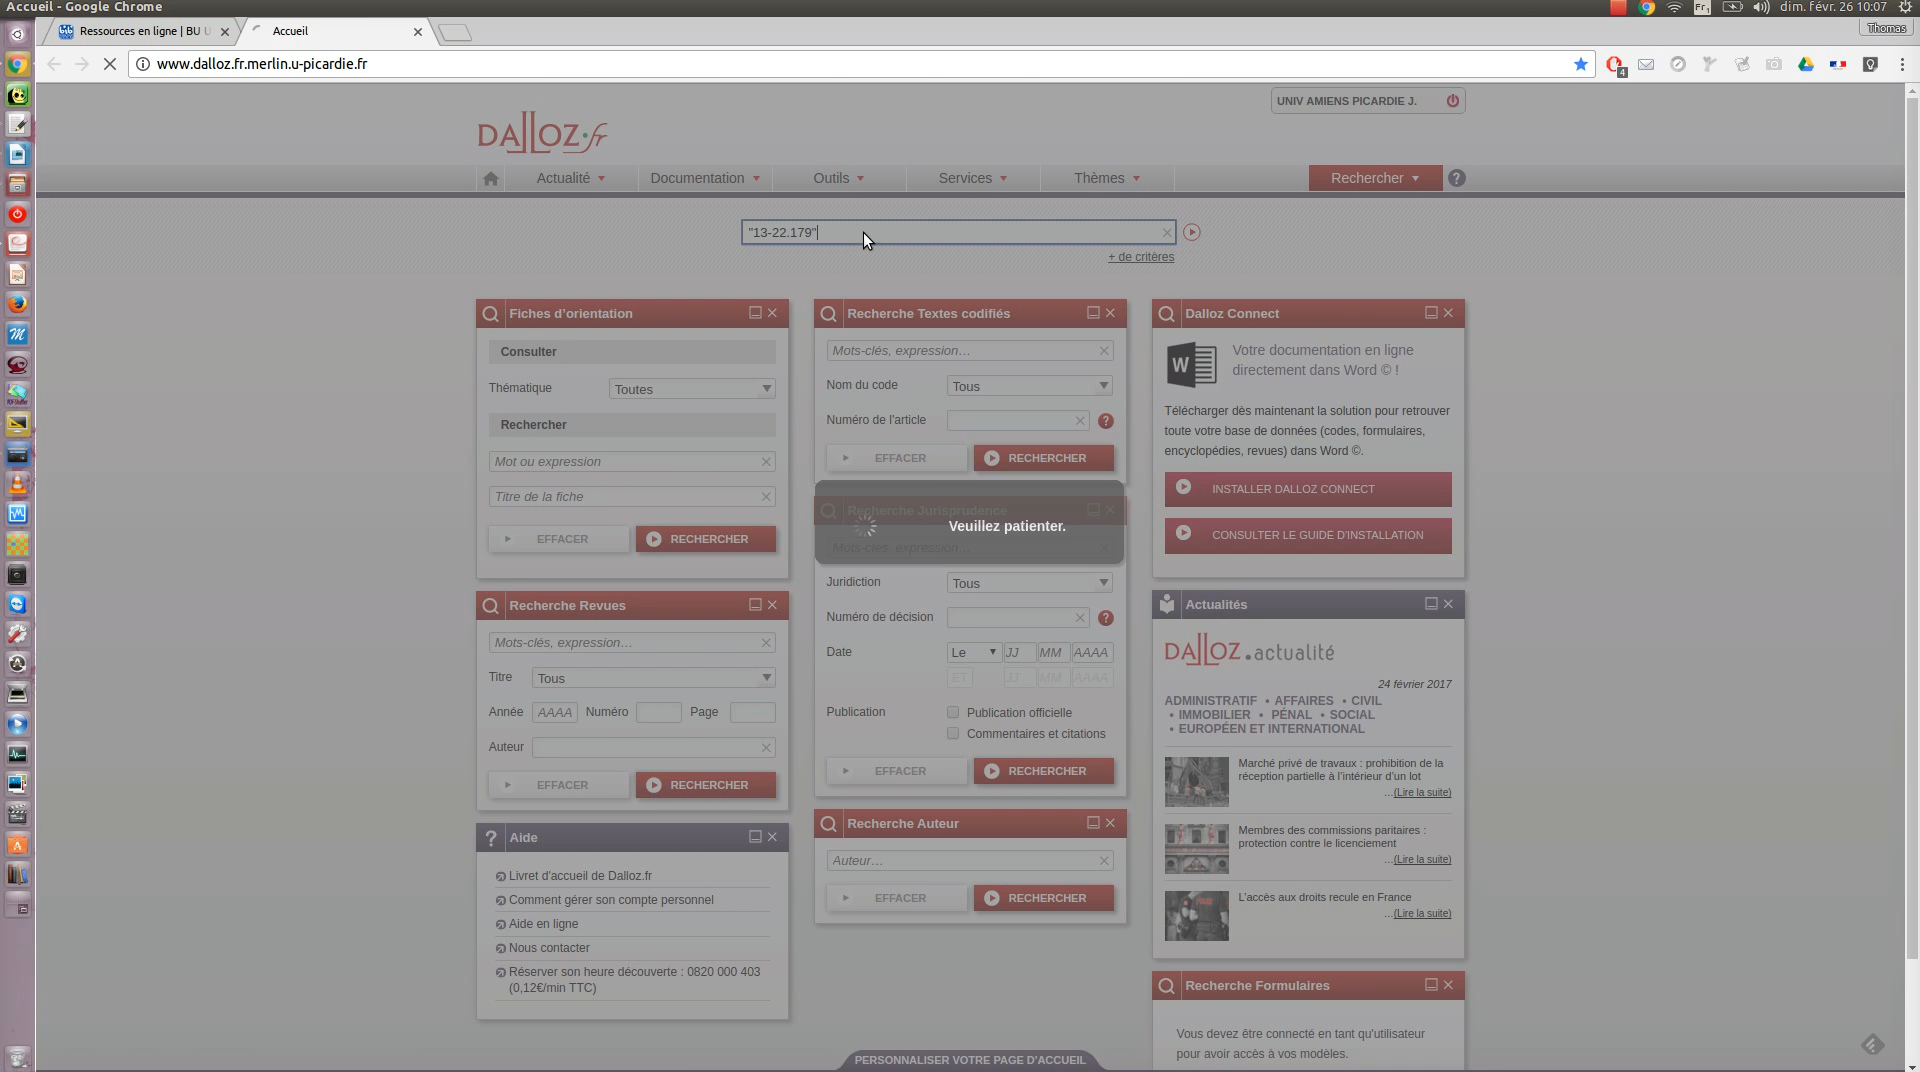 Accueil - Google Chrome
Fr1
dim. févr. 26 10:07
Ressources en ligne | BU U
Accueil
Thomas
www.dalloz.fr.merlin.u-picardie.fr
4
UNIV AMIENS PICARDIE J.
DALLOZ.fr
Actualité
Documentation
Outils
Services
Thèmes
Rechercher
?
"13-22.179"
+ de critères
Fiches d'orientation
Consulter
Thématique
Toutes
Rechercher
Mot ou expression
Titre de la fiche
EFFACER
RECHERCHER
Recherche Revues
Mots-clés, expression…
Titre
Tous
Année
AAAA
Numéro
Page
Auteur
EFFACER
RECHERCHER
? Aide
Livret d'accueil de Dalloz.fr
Comment gérer son compte personnel
Aide en ligne
Nous contacter
Réserver son heure découverte : 0820 000 403
(0,12€/min TTC)
Recherche Textes codifiés
Mots-clés, expression…
Nom du code
Tous
Numéro de l'article
?
EFFACER
RECHERCHER
Recherche Jurisprudence
Veuillez patienter.
Mots-clés, expression…
Juridiction
Tous
Numéro de décision
?
Date
Le
JJ
MM
AAAA
ET
JJ
MM
AAAA
Publication
Publication officielle
Commentaires et citations
EFFACER
RECHERCHER
Recherche Auteur
Auteur…
EFFACER
RECHERCHER
Dalloz Connect
W
Votre documentation en ligne
directement dans Word © !
Télécharger dès maintenant la solution pour retrouver
toute votre base de données (codes, formulaires,
encyclopédies, revues) dans Word ©.
INSTALLER DALLOZ CONNECT
CONSULTER LE GUIDE D'INSTALLATION
Actualités
DALLOZ.actualité
24 février 2017
ADMINISTRATIF • AFFAIRES • CIVIL
• IMMOBILIER • PÉNAL • SOCIAL
• EUROPÉEN ET INTERNATIONAL
Marché privé de travaux : prohibition de la
réception partielle à l'intérieur d'un lot
…(Lire la suite)
Membres des commissions paritaires :
protection contre le licenciement
…(Lire la suite)
L'accès aux droits recule en France
…(Lire la suite)
Recherche Formulaires
Vous devez être connecté en tant qu'utilisateur
pour avoir accès à vos modèles.
PERSONNALISER VOTRE PAGE D'ACCUEIL